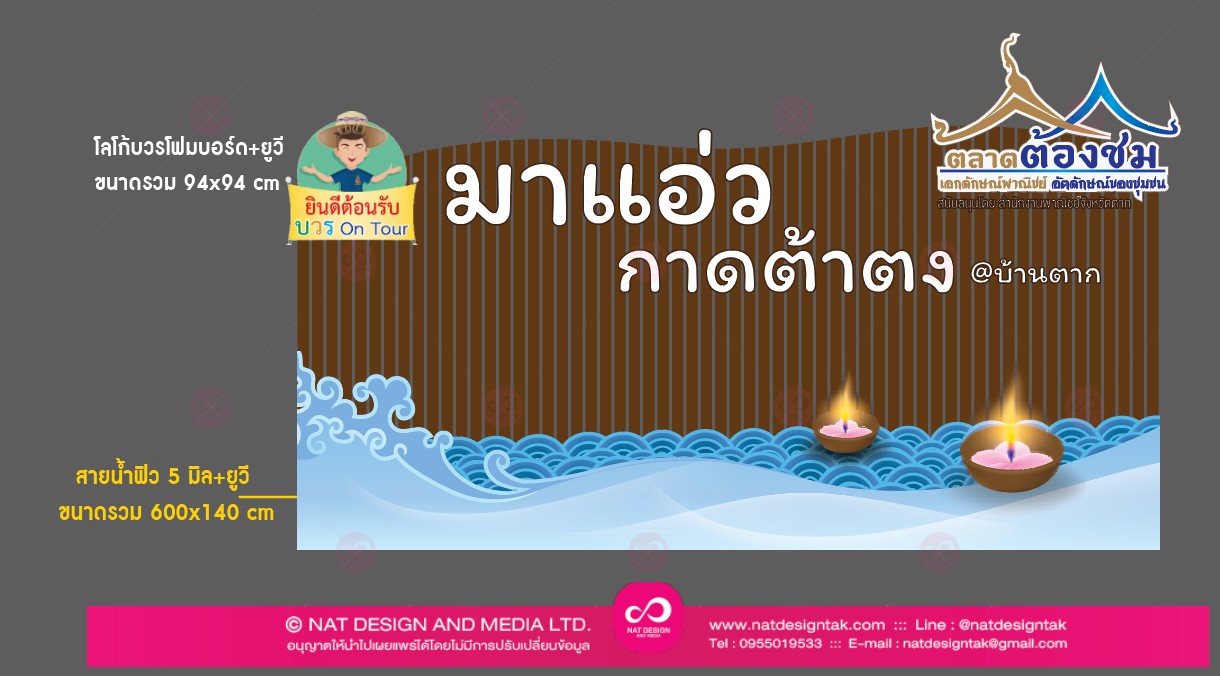 โลโก้บวรโฟมบอร์ด+ยูวี
ขนาดรวม 94x94 cm
ยินดีต้อนรับ
บวร On Tour
มาแอ่ว
กาดต้าตง @บ้านตาก
ตลาดต้องชม
เอกลักษณ์พาณิชย์ อัตลักษณ์ของชุมชน
สนับสนุนโดย สำนักงานพาณิชย์จังหวัดตาก
สายน้ำฟิว 5 มิล+ยูวี
ขนาดรวม 600x140 cm
© NAT DESIGN AND MEDIA LTD.
อนุญาตให้นำไปเผยแพร่ได้โดยไม่มีการปรับเปลี่ยนข้อมูล
NAT DESIGN
AND MEDIA
www.natdesigntak.com ::: Line : @natdesigntak
Tel : 0955019533 ::: E-mail : natdesigntak@gmail.com